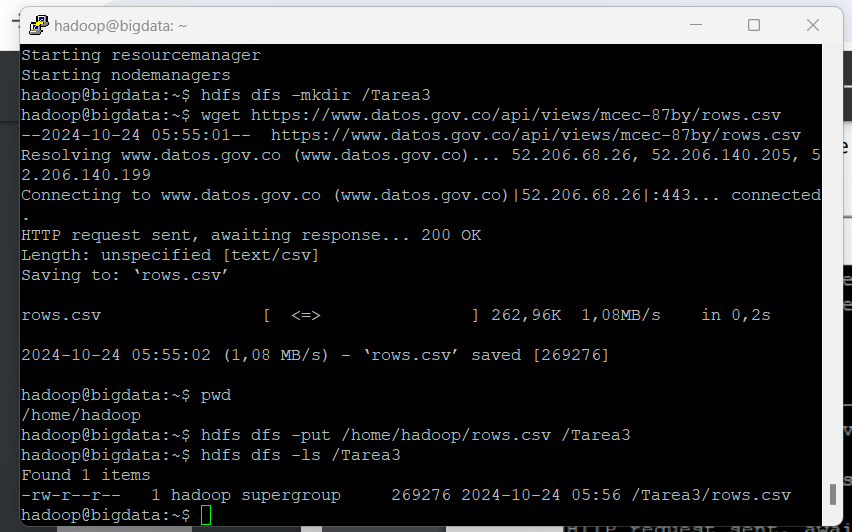 hadoop@bigdata: ~
Starting resourcemanager
Starting nodemanagers
hadoop@bigdata:~$ hdfs dfs -mkdir /Tarea3
hadoop@bigdata:~$ wget https://www.datos.gov.co/api/views/mcec-87by/rows.csv
--2024-10-24 05:55:01--  https://www.datos.gov.co/api/views/mcec-87by/rows.csv
Resolving www.datos.gov.co (www.datos.gov.co)... 52.206.68.26, 52.206.140.205, 5
2.206.140.199
Connecting to www.datos.gov.co (www.datos.gov.co)|52.206.68.26|:443... connected
.
HTTP request sent, awaiting response... 200 OK
Length: unspecified [text/csv]
Saving to: ‘rows.csv’
rows.csv                [  <=>                 ] 262,96K  1,08MB/s    in 0,2s
2024-10-24 05:55:02 (1,08 MB/s) - ‘rows.csv’ saved [269276]
hadoop@bigdata:~$ pwd
/home/hadoop
hadoop@bigdata:~$ hdfs dfs -put /home/hadoop/rows.csv /Tarea3
hadoop@bigdata:~$ hdfs dfs -ls /Tarea3
Found 1 items
-rw-r--r--   1 hadoop supergroup     269276 2024-10-24 05:56 /Tarea3/rows.csv
hadoop@bigdata:~$